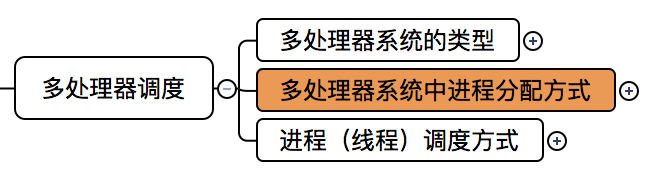 多处理器系统的类型
多处理器调度
多处理器系统中进程分配方式
进程（线程）调度方式